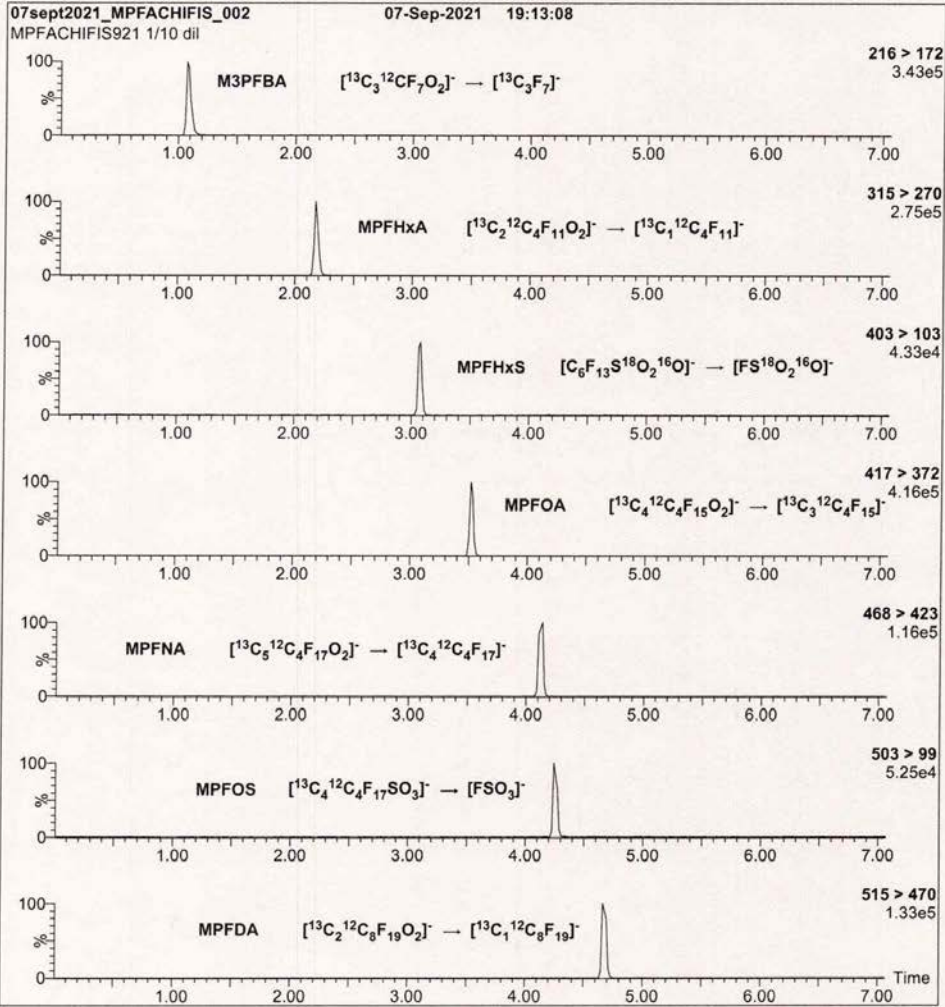 07sept2021_MPFACHIFIS_002 07-Sep-2021 19:13:08
MPFACHIFIS921 1/10 dil
216 > 172
3.43e5
100
%
0
M3PFBA [¹³C₃¹²CF₇O₂]⁻ → [¹³C₃F₇]⁻
1.00 2.00 3.00 4.00 5.00 6.00 7.00
315 > 270
2.75e5
100
%
0
MPFHxA [¹³C₂¹²C₄F₁₁O₂]⁻ → [¹³C₁¹²C₄F₁₁]⁻
1.00 2.00 3.00 4.00 5.00 6.00 7.00
403 > 103
4.33e4
100
%
0
MPFHxS [C₆F₁₃S¹⁸O₂¹⁶O]⁻ → [FS¹⁸O₂¹⁶O]⁻
1.00 2.00 3.00 4.00 5.00 6.00 7.00
417 > 372
4.16e5
100
%
0
MPFOA [¹³C₄¹²C₄F₁₅O₂]⁻ → [¹³C₃¹²C₄F₁₅]⁻
1.00 2.00 3.00 4.00 5.00 6.00 7.00
468 > 423
1.16e5
100
%
0
MPFNA [¹³C₅¹²C₄F₁₇O₂]⁻ → [¹³C₄¹²C₄F₁₇]⁻
1.00 2.00 3.00 4.00 5.00 6.00 7.00
503 > 99
5.25e4
100
%
0
MPFOS [¹³C₄¹²C₄F₁₇SO₃]⁻ → [FSO₃]⁻
1.00 2.00 3.00 4.00 5.00 6.00 7.00
515 > 470
1.33e5
100
%
0
MPFDA [¹³C₂¹²C₈F₁₉O₂]⁻ → [¹³C₁¹²C₈F₁₉]⁻
Time
1.00 2.00 3.00 4.00 5.00 6.00 7.00